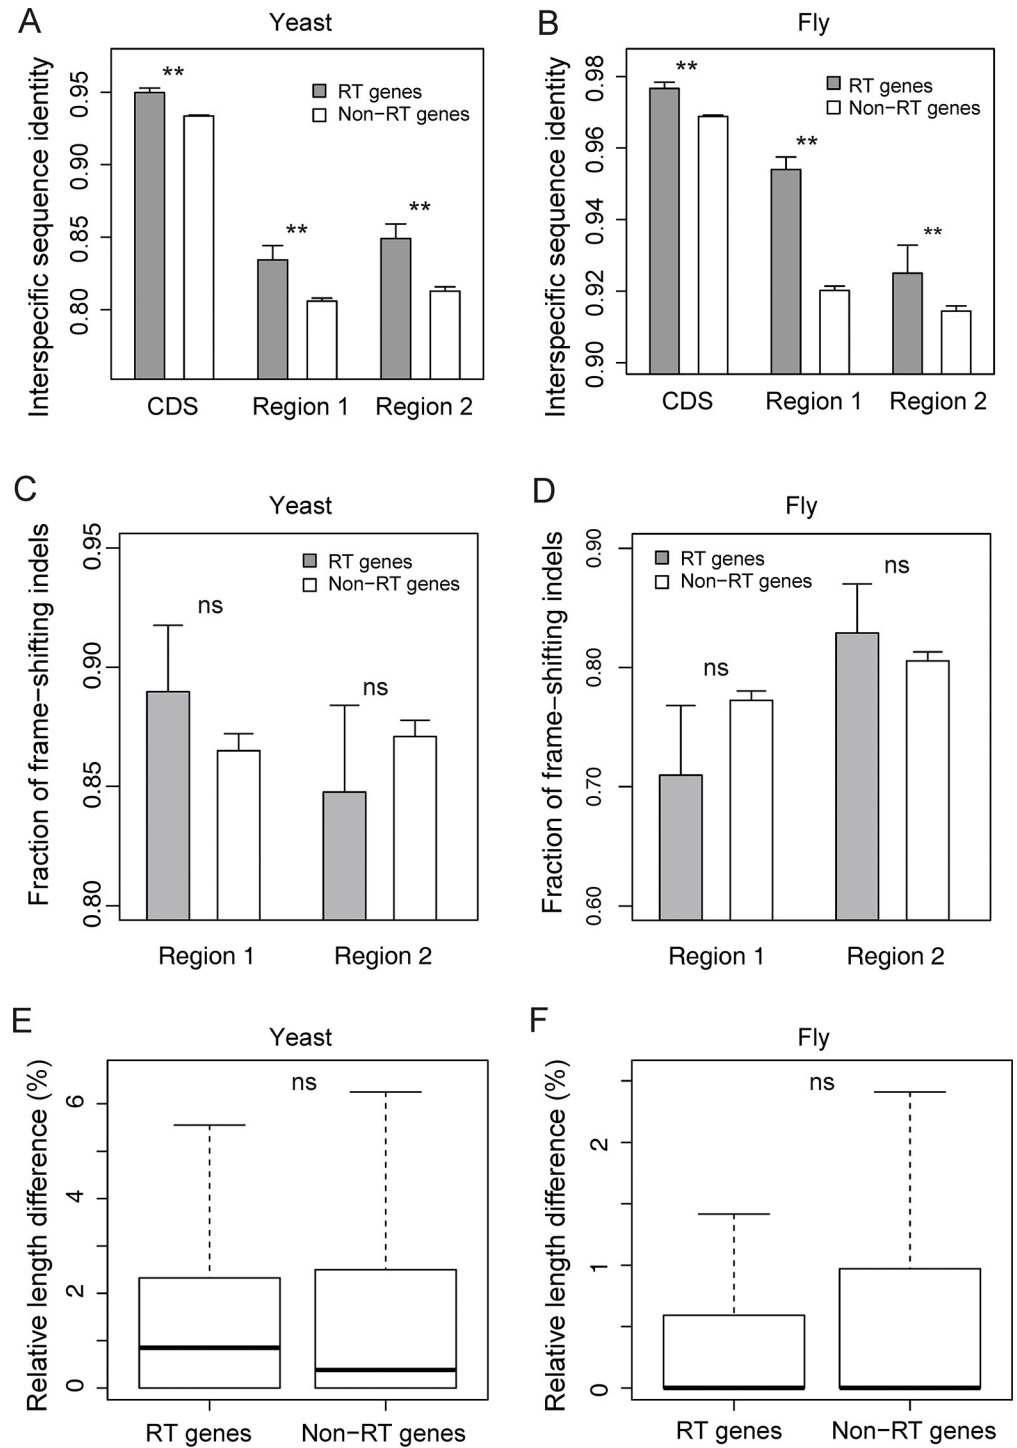 A
Yeast
Interspecific sequence identity
0.95
0.90
0.85
0.80
**
**
**
RT genes
Non−RT genes
CDS
Region 1
Region 2
B
Fly
Interspecific sequence identity
0.98
0.96
0.94
0.92
0.90
**
**
**
RT genes
Non−RT genes
CDS
Region 1
Region 2
C
Yeast
Fraction of frame−shifting indels
0.95
0.90
0.85
0.80
RT genes
Non−RT genes
ns
ns
Region 1
Region 2
D
Fly
Fraction of frame−shifting indels
0.90
0.80
0.70
0.60
RT genes
Non−RT genes
ns
ns
Region 1
Region 2
E
Yeast
Relative length difference (%)
6
4
2
0
ns
RT genes
Non−RT genes
F
Fly
Relative length difference (%)
2
1
0
ns
RT genes
Non−RT genes